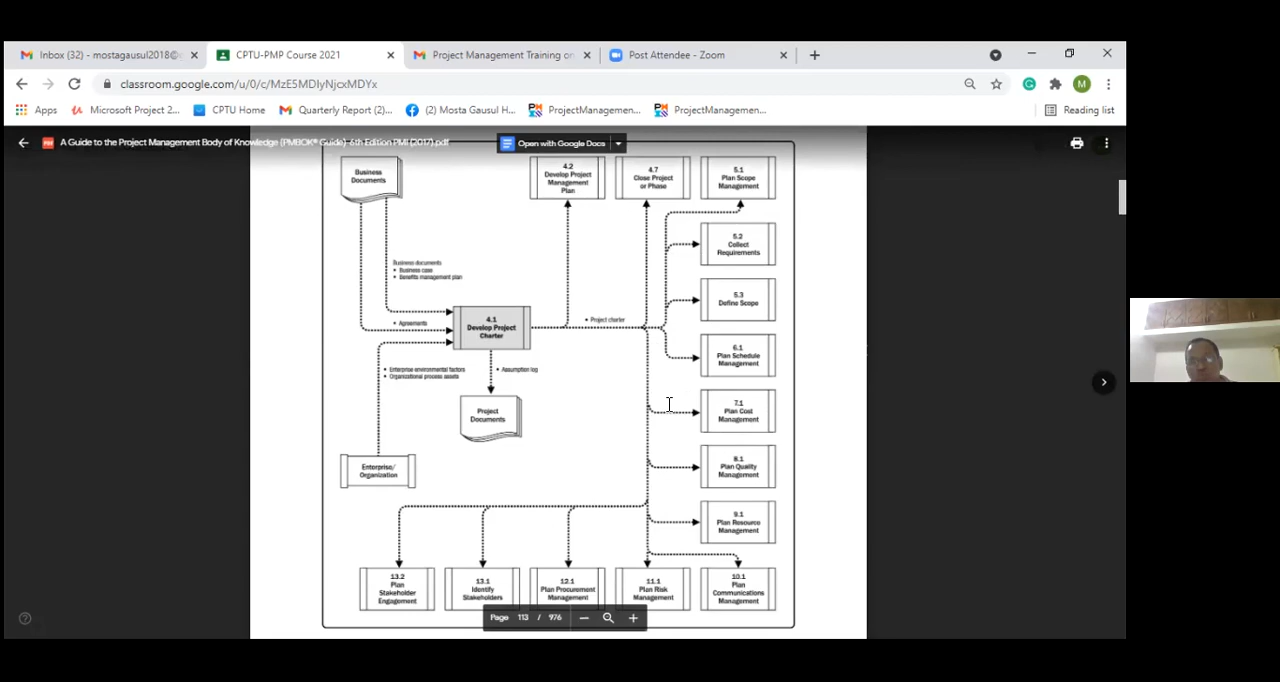 Inbox (32) - mostagausul2018@
CPTU-PMP Course 2021
Project Management Training on
Post Attendee - Zoom
classroom.google.com/u/0/c/MzE5MDIyNjcxMDYx
Apps
Microsoft Project 2...
CPTU Home
Quarterly Report (2)...
(2) Mosta Gausul H...
ProjectManagemen...
ProjectManagemen...
Reading list
A Guide to the Project Management Body of Knowledge (PMBOK® Guide)-6th Edition PMI (2017).pdf
Open with Google Docs
Business
Documents
4.2
Develop Project
Management
Plan
4.7
Close Project
or Phase
5.1
Plan Scope
Management
5.2
Collect
Requirements
Business documents
• Business case
• Benefits management plan
5.3
Define Scope
4.1
Develop Project
Charter
• Agreements
• Project charter
6.1
Plan Schedule
Management
• Enterprise environmental factors
• Organizational process assets
• Assumption log
Project
Documents
7.1
Plan Cost
Management
Enterprise/
Organization
8.1
Plan Quality
Management
9.1
Plan Resource
Management
13.2
Plan
Stakeholder
Engagement
13.1
Identify
Stakeholders
12.1
Plan Procurement
Management
11.1
Plan Risk
Management
10.1
Plan
Communications
Management
Page 113 / 976